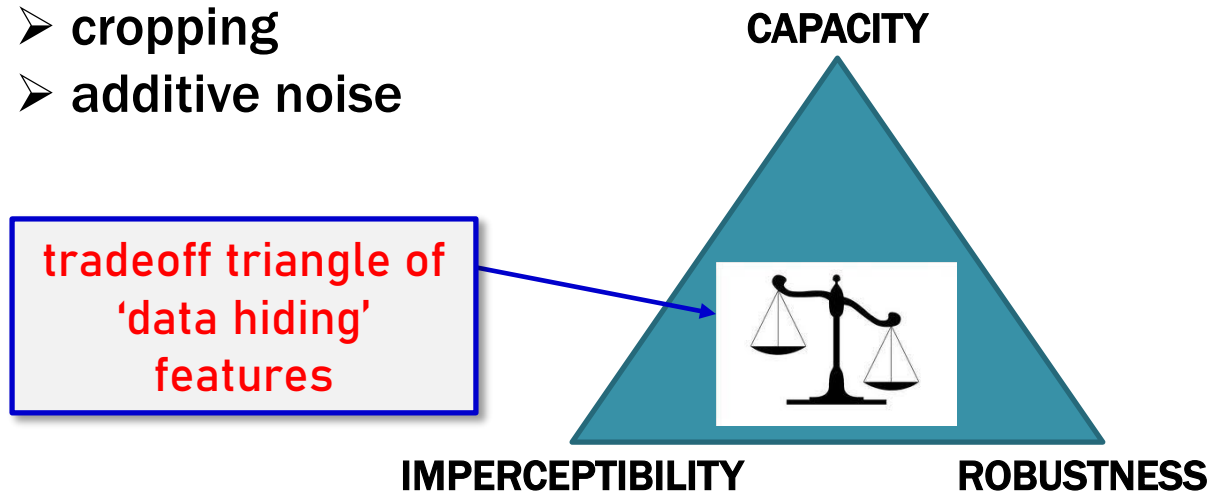 ➢ cropping
➢ additive noise
CAPACITY
tradeoff triangle of
‘data hiding’
features
IMPERCEPTIBILITY
ROBUSTNESS